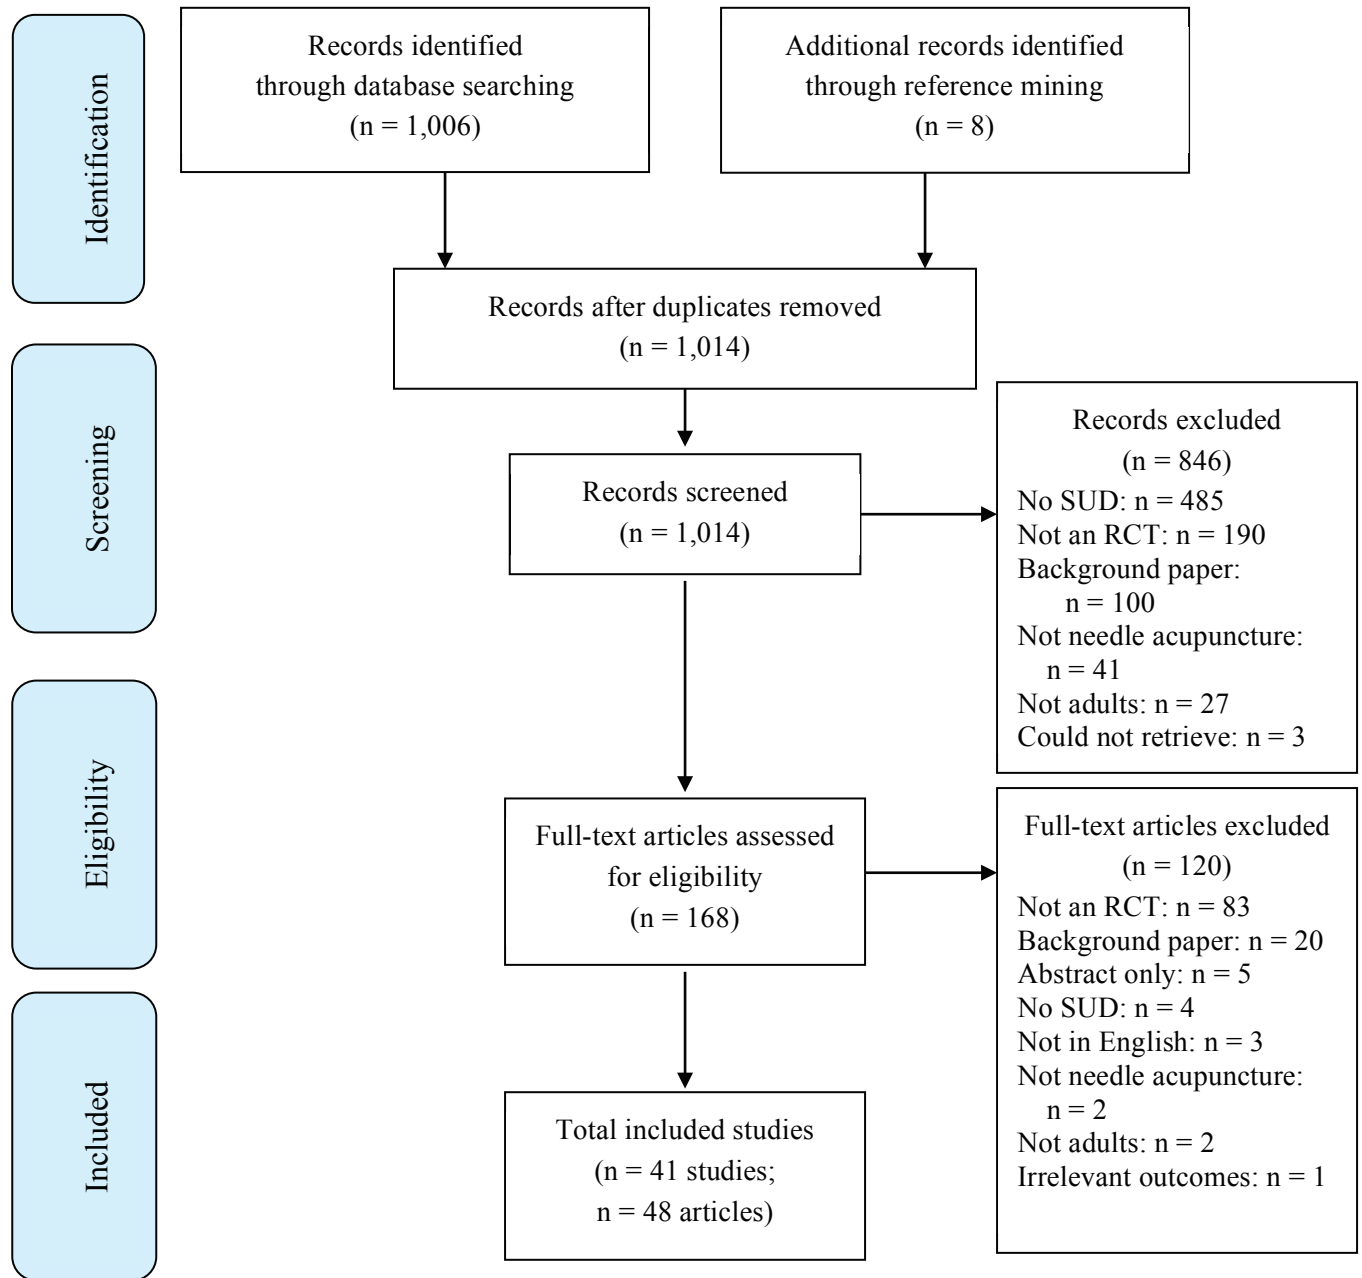 Identification
Records identified
through database searching
(n = 1,006)
Additional records identified
through reference mining
(n = 8)
Records after duplicates removed
(n = 1,014)
Screening
Records screened
(n = 1,014)
Records excluded
(n = 846)
No SUD: n = 485
Not an RCT: n = 190
Background paper:
n = 100
Not needle acupuncture:
n = 41
Not adults: n = 27
Could not retrieve: n = 3
Eligibility
Full-text articles assessed
for eligibility
(n = 168)
Full-text articles excluded
(n = 120)
Not an RCT: n = 83
Background paper: n = 20
Abstract only: n = 5
No SUD: n = 4
Not in English: n = 3
Not needle acupuncture:
n = 2
Not adults: n = 2
Irrelevant outcomes: n = 1
Included
Total included studies
(n = 41 studies;
n = 48 articles)